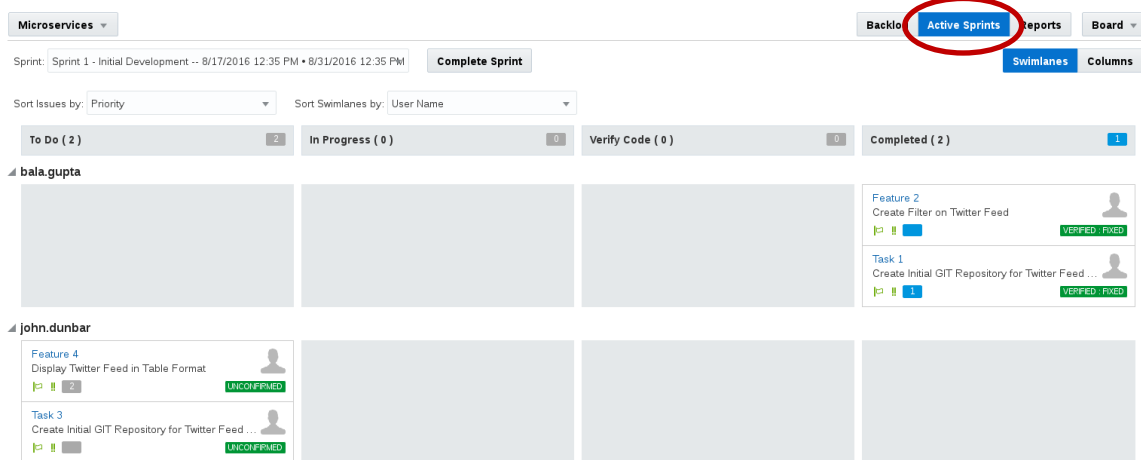 Microservices
Backlo Active Sprints eports Board
Sprint: Sprint 1 - Initial Development -- 8/17/2016 12:35 PM • 8/31/2016 12:35 PM Complete Sprint Swimlanes Columns
Sort Issues by: Priority Sort Swimlanes by: User Name
To Do ( 2 ) 2 In Progress ( 0 ) 0 Verify Code ( 0 ) 0 Completed ( 2 ) 1
bala.gupta
Feature 2
Create Filter on Twitter Feed
VERIFIED : FIXED
Task 1
Create Initial GIT Repository for Twitter Feed ...
1 VERIFIED : FIXED
john.dunbar
Feature 4
Display Twitter Feed in Table Format
2 UNCONFIRMED
Task 3
Create Initial GIT Repository for Twitter Feed ...
UNCONFIRMED